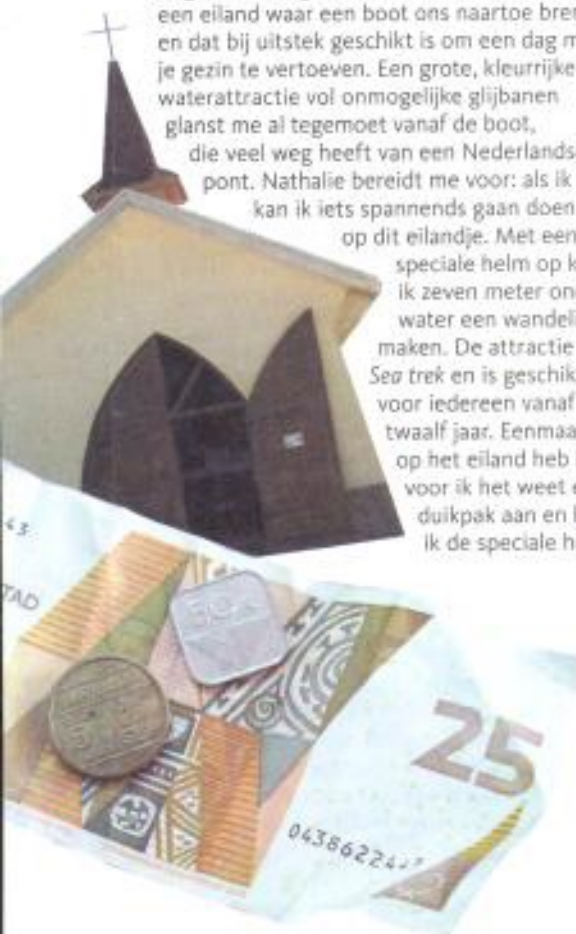 een eiland waar een boot ons naartoe bren
en dat bij uitstek geschikt is om een dag m
je gezin te vertoeven. Een grote, kleurrijke
waterattractie vol onmogelijke glijbanen
glanst me al tegemoet vanaf de boot,
die veel weg heeft van een Nederlands
pont. Nathalie bereidt me voor: als ik
kan ik iets spannends gaan doen
op dit eilandje. Met een
speciale helm op k
ik zeven meter on
water een wandeli
maken. De attractie
Sea trek en is geschik
voor iedereen vanaf
twaalf jaar. Eenmaa
op het eiland heb
voor ik het weet e
duikpak aan en
ik de speciale h
43
TAD
50
25
0438622